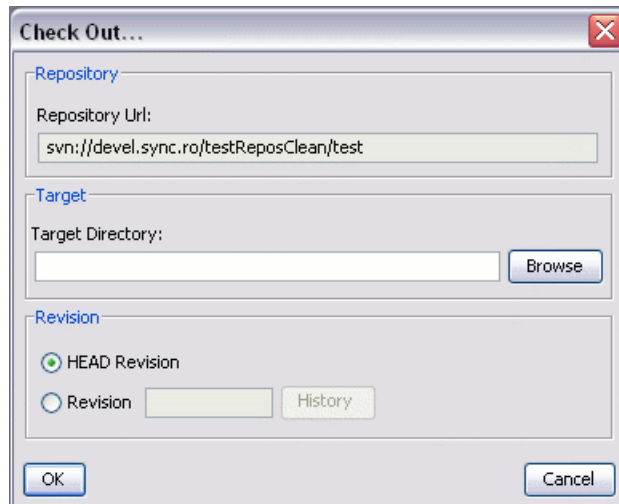 Check Out...
Repository
Repository Url:
svn://devel.sync.ro/testReposClean/test
Target
Target Directory:
Browse
Revision
HEAD Revision
Revision History
OK Cancel